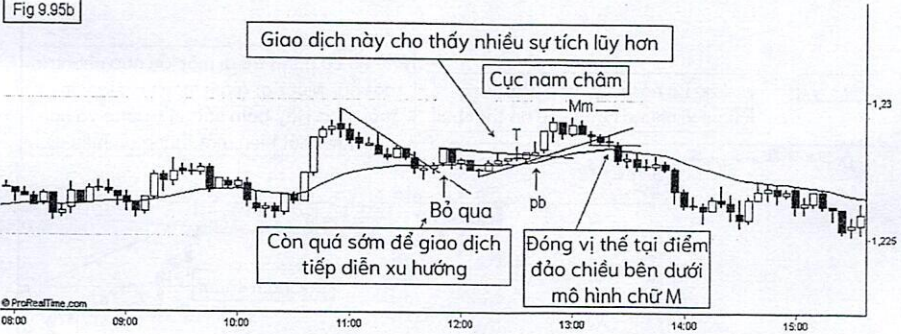 Fig 9.95b
Giao dịch này cho thấy nhiều sự tích lũy hơn
Cục nam châm
Mm
1,23
T
Bỏ qua
pb
Còn quá sớm để giao dịch
tiếp diễn xu hướng
Đóng vị thế tại điểm
đảo chiều bên dưới
mô hình chữ M
1,225
© ProRealTime.com
08:00 09:00 10:00 11:00 12:00 13:00 14:00 15:00